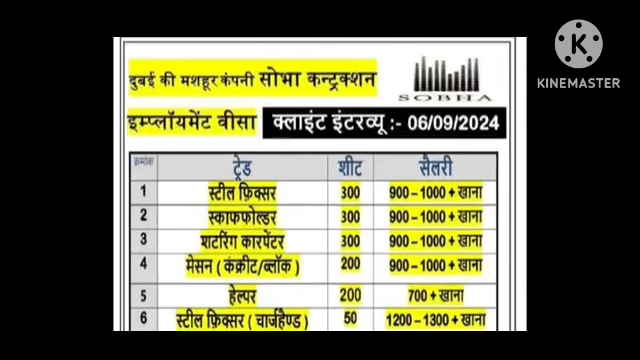 KINEMASTER
दुबई की मशहूर कंपनी सोभा कन्ट्रक्शन
SOBHA
इम्प्लॉयमेंट वीसा क्लाइंट इंटरव्यू :- 06/09/2024
क्रमांक ट्रेड शीट सैलरी
1 स्टील फ़िक्सर 300 900 – 1000 + खाना
2 स्काफफोल्डर 300 900 – 1000 + खाना
3 शटरिंग कारपेंटर 300 900 – 1000 + खाना
4 मेसन ( कंक्रीट/ब्लॉक) 200 900 – 1000 + खाना
5 हेल्पर 200 700 + खाना
6 स्टील फ़िक्सर ( चार्जहैण्ड ) 50 1200 – 1300 + खाना